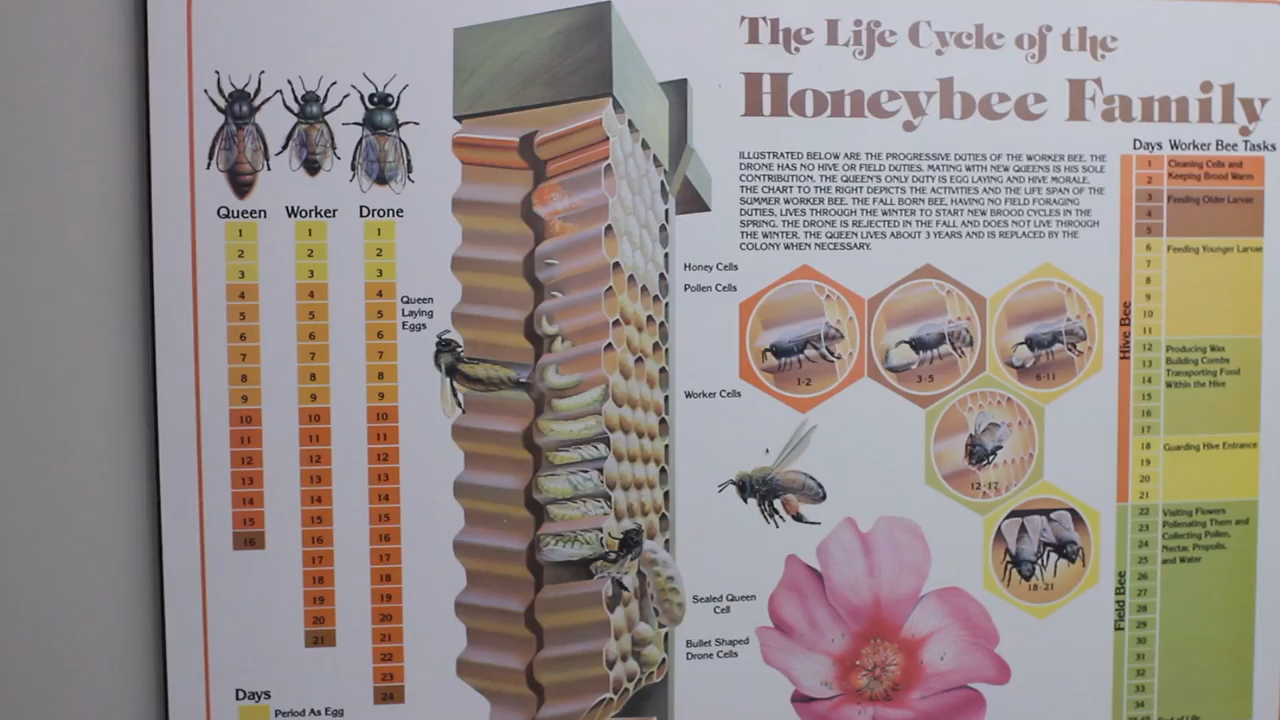 The Life Cycle of the
Honeybee Family
ILLUSTRATED BELOW ARE THE PROGRESSIVE DUTIES OF THE WORKER BEE. THE
DRONE HAS NO HIVE OR FIELD DUTIES. MATING WITH NEW QUEENS IS HIS SOLE
CONTRIBUTION. THE QUEEN'S ONLY DUTY IS EGG LAYING AND HIVE MORALE.
THE CHART TO THE RIGHT DEPICTS THE ACTIVITIES AND THE LIFE SPAN OF THE
SUMMER WORKER BEE. THE FALL BORN BEE, HAVING NO FIELD FORAGING
DUTIES, LIVES THROUGH THE WINTER TO START NEW BROOD CYCLES IN THE
SPRING. THE DRONE IS REJECTED IN THE FALL AND DOES NOT LIVE THROUGH
THE WINTER. THE QUEEN LIVES ABOUT 3 YEARS AND IS REPLACED BY THE
COLONY WHEN NECESSARY.
Queen Worker Drone
1 1 1
2 2 2
3 3 3
4 4 4
5 5 5
6 6 6
7 7 7
8 8 8
9 9 9
10 10 10
11 11 11
12 12 12
13 13 13
14 14 14
15 15 15
16 16 16
17 17
18 18
19 19
20 20
21 21
22
23
24
Days
Period As Egg
Queen
Laying
Eggs
Honey Cells
Pollen Cells
Worker Cells
Sealed Queen
Cell
Bullet Shaped
Drone Cells
1-2
3-5
6-11
12-17
18-21
Days Worker Bee Tasks
Hive Bee
1 Cleaning Cells and
2 Keeping Brood Warm
3 Feeding Older Larvae
4
5
6 Feeding Younger Larvae
7
8
9
10
11
12 Producing Wax
13 Building Combs
14 Transporting Food
Within the Hive
15
16
17
18 Guarding Hive Entrance
19
20
21
Field Bee
22 Visiting Flowers
23 Pollenating Them and
24 Collecting Pollen,
Nectar, Propolis,
25 and Water
26
27
28
29
30
31
32
33
34